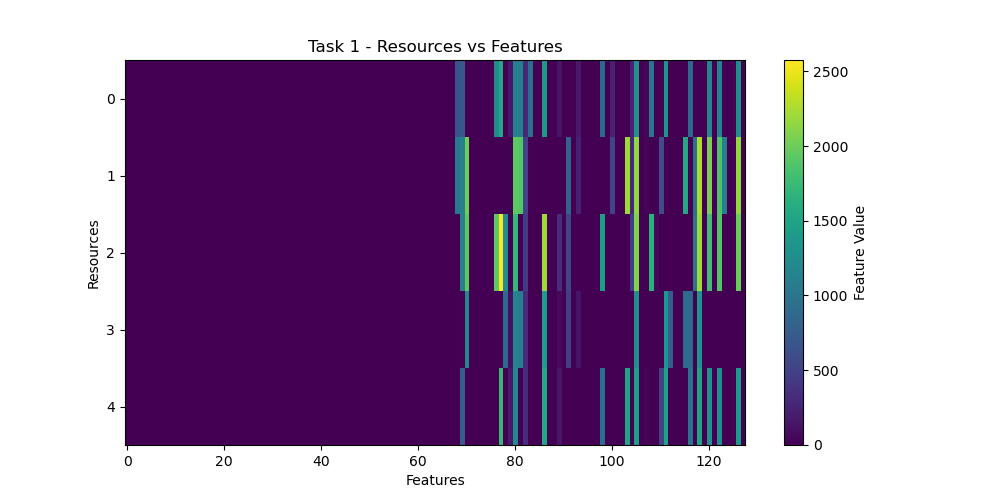 Task 1 - Resources vs Features
Resources
0
1
2
3
4
0 20 40 60 80 100 120
Features
2500
2000
1500
1000
500
0
Feature Value